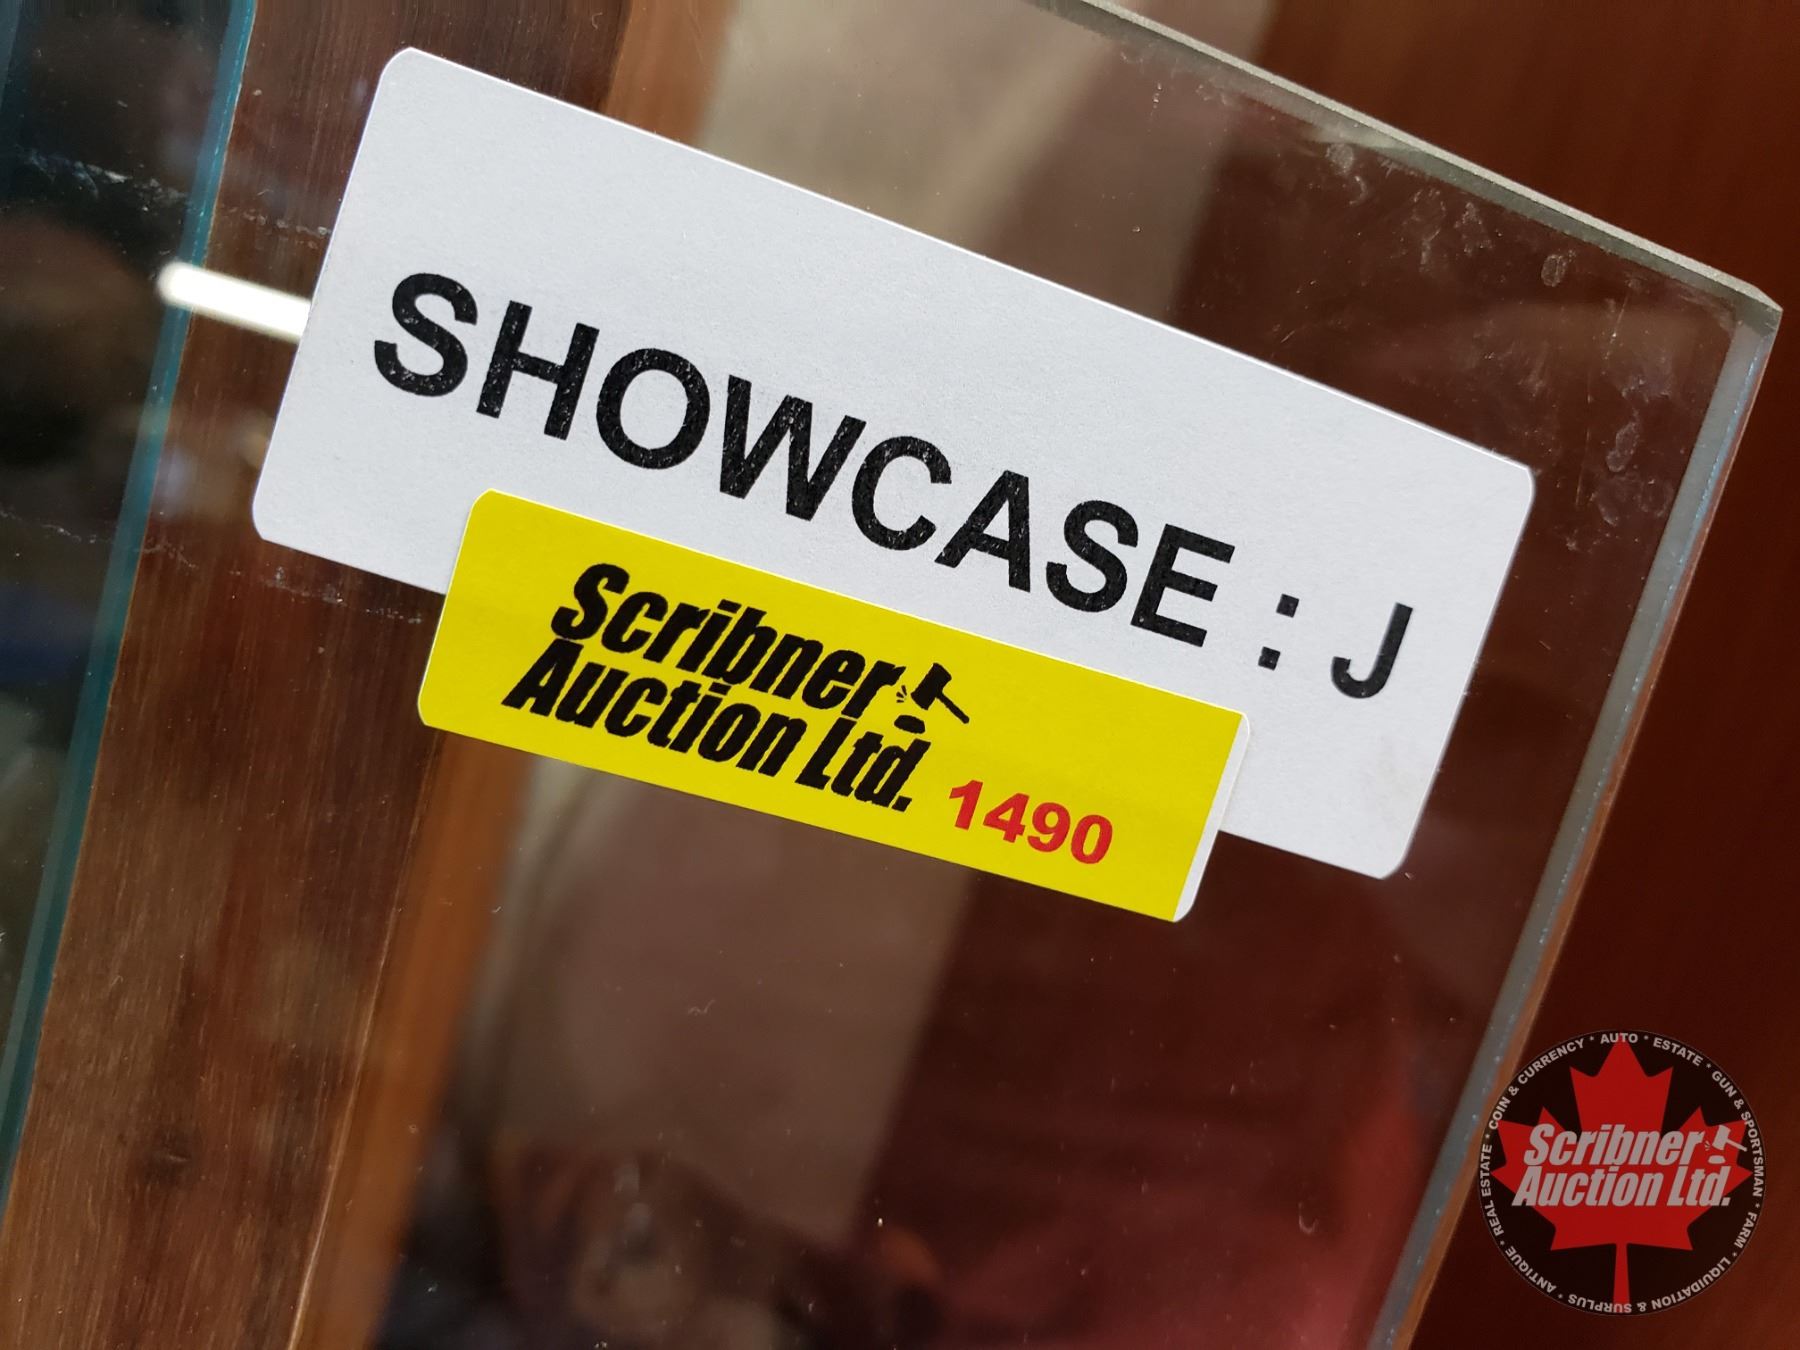 SHOWCASE : J
Scribner
Auction Ltd.
1490
REAL ESTATE * COIN & CURRENCY * AUTO * ESTATE * GUN & SPORTSMAN * FARM * LIQUIDATION & SURPLUS * ANTIQUE *
Scribner
Auction Ltd.